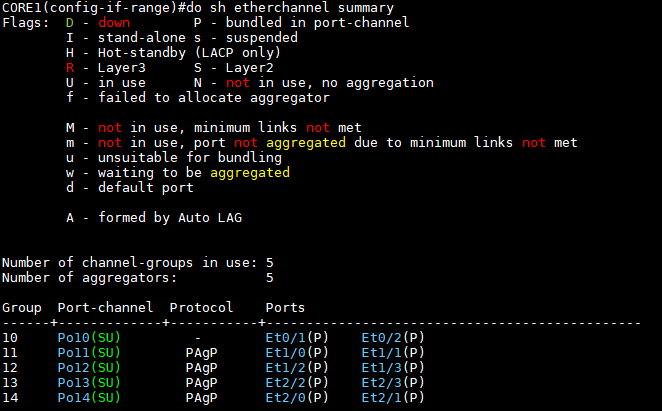 CORE1(config-if-range)#do sh etherchannel summary
Flags:  D - down        P - bundled in port-channel
        I - stand-alone s - suspended
        H - Hot-standby (LACP only)
        R - Layer3      S - Layer2
        U - in use      N - not in use, no aggregation
        f - failed to allocate aggregator

        M - not in use, minimum links not met
        m - not in use, port not aggregated due to minimum links not met
        u - unsuitable for bundling
        w - waiting to be aggregated
        d - default port

        A - formed by Auto LAG


Number of channel-groups in use: 5
Number of aggregators:           5

Group  Port-channel  Protocol    Ports
------+-------------+-----------+-----------------------------------------------
10     Po10(SU)         -        Et0/1(P)    Et0/2(P)
11     Po11(SU)        PAgP      Et1/0(P)    Et1/1(P)
12     Po12(SU)        PAgP      Et1/2(P)    Et1/3(P)
13     Po13(SU)        PAgP      Et2/2(P)    Et2/3(P)
14     Po14(SU)        PAgP      Et2/0(P)    Et2/1(P)